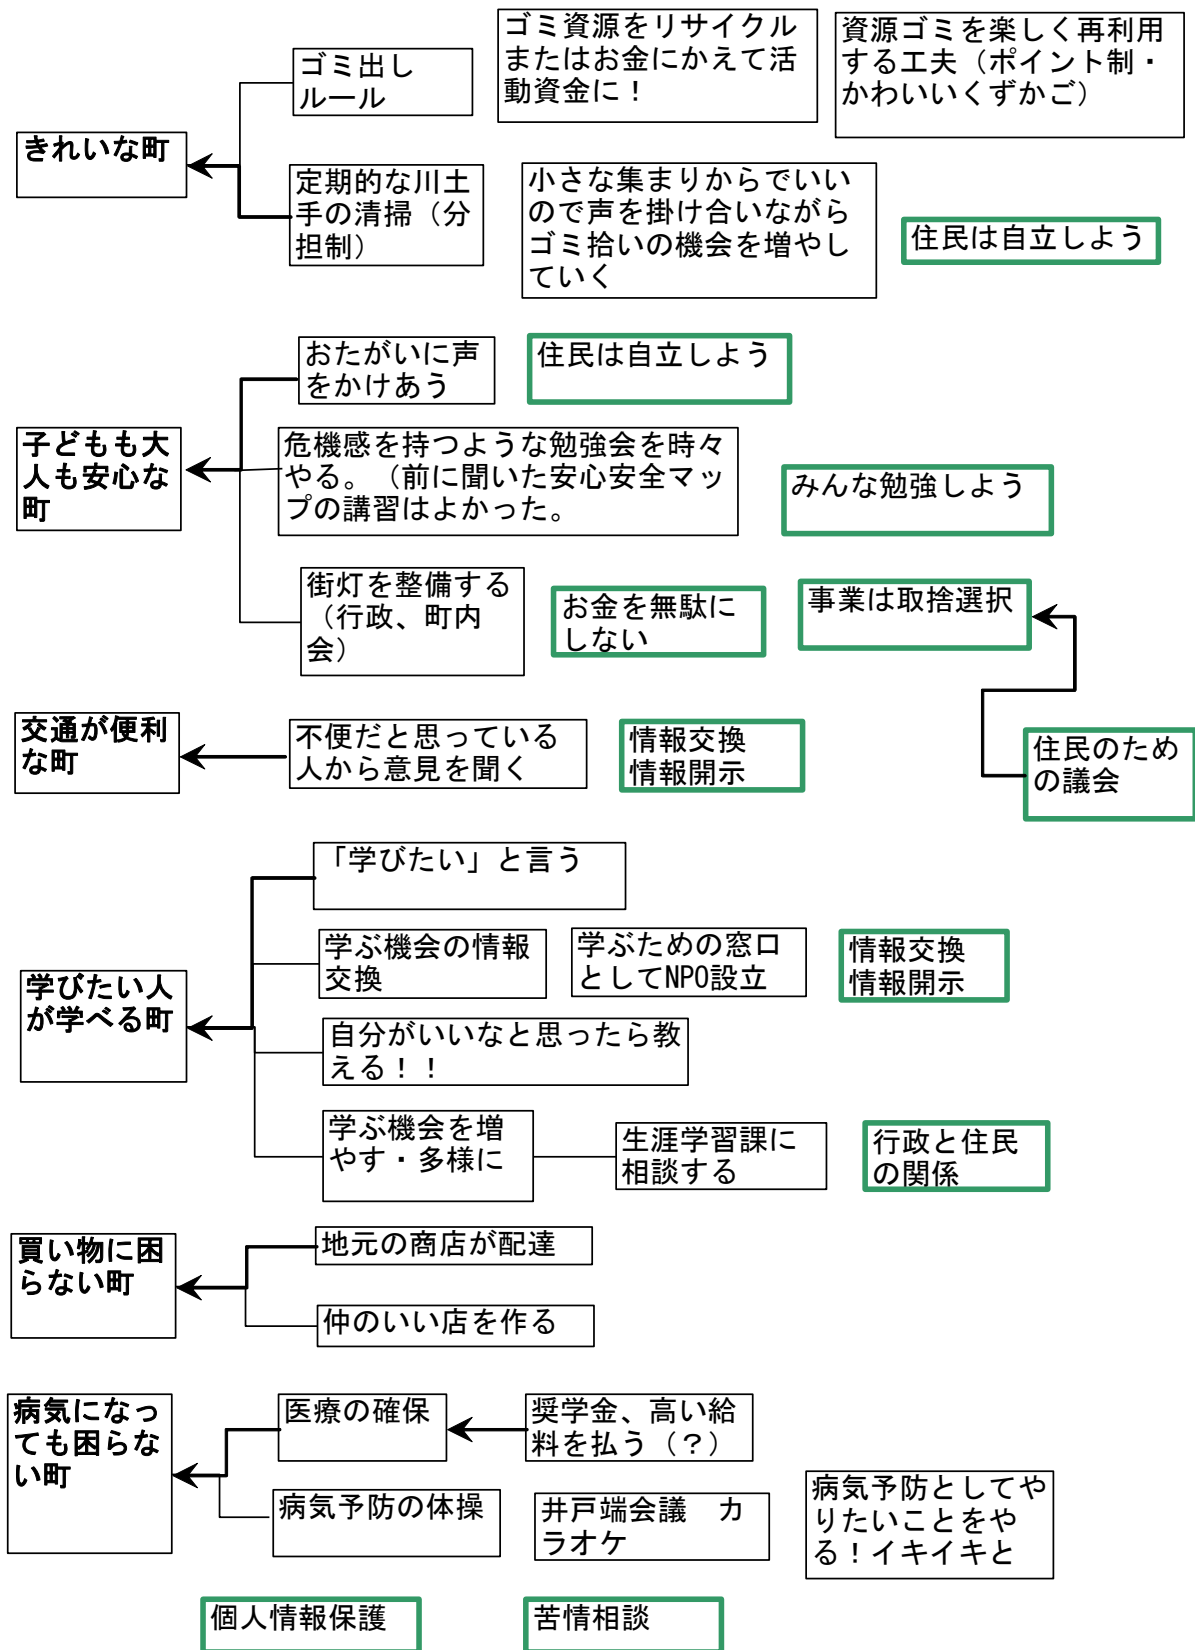 ゴミ出し
ルール
ゴミ資源をリサイクル
またはお金にかえて活
動資金に！
資源ゴミを楽しく再利用
する工夫（ポイント制・
かわいいくずかご）
きれいな町
定期的な川土
手の清掃（分
担制）
小さな集まりからでいい
ので声を掛け合いながら
ゴミ拾いの機会を増やし
ていく
住民は自立しよう
おたがいに声
をかけあう
住民は自立しよう
子どもも大
人も安心な
町
危機感を持つような勉強会を時々
やる。（前に聞いた安心安全マッ
プの講習はよかった。
みんな勉強しよう
街灯を整備する
（行政、町内
会）
お金を無駄に
しない
事業は取捨選択
交通が便利
な町
不便だと思っている
人から意見を聞く
情報交換
情報開示
住民のため
の議会
「学びたい」と言う
学ぶ機会の情報
交換
学ぶための窓口
としてNPO設立
情報交換
情報開示
学びたい人
が学べる町
自分がいいなと思ったら教
える！！
学ぶ機会を増
やす・多様に
生涯学習課に
相談する
行政と住民
の関係
買い物に困
らない町
地元の商店が配達
仲のいい店を作る
病気になっ
ても困らな
い町
医療の確保
奨学金、高い給
料を払う（？）
病気予防の体操
井戸端会議　カ
ラオケ
病気予防としてや
りたいことをや
る！イキイキと
個人情報保護
苦情相談